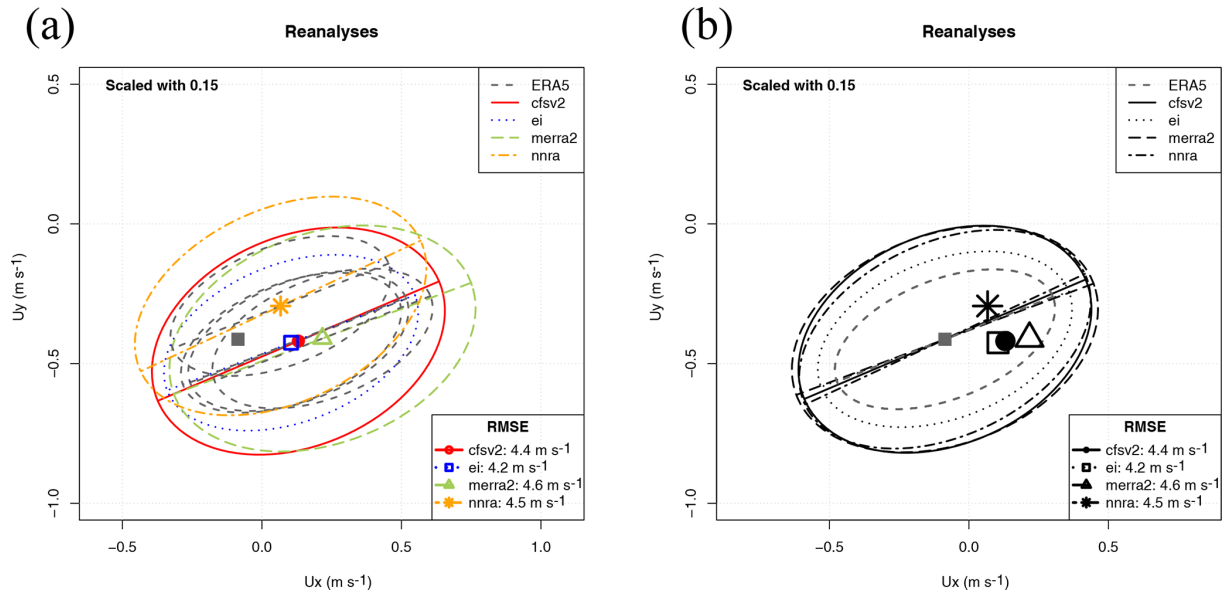 (a)
Reanalyses
Scaled with 0.15
ERA5
cfsv2
ei
merra2
nnra
0.5
0.0
−0.5
−1.0
Uy (m s-1)
RMSE
cfsv2: 4.4 m s-1
ei: 4.2 m s-1
merra2: 4.6 m s-1
nnra: 4.5 m s-1
−0.5
0.0
0.5
1.0
Ux (m s-1)
(b)
Reanalyses
Scaled with 0.15
ERA5
cfsv2
ei
merra2
nnra
0.5
0.0
−0.5
−1.0
Uy (m s-1)
RMSE
cfsv2: 4.4 m s-1
ei: 4.2 m s-1
merra2: 4.6 m s-1
nnra: 4.5 m s-1
−0.5
0.0
0.5
Ux (m s-1)